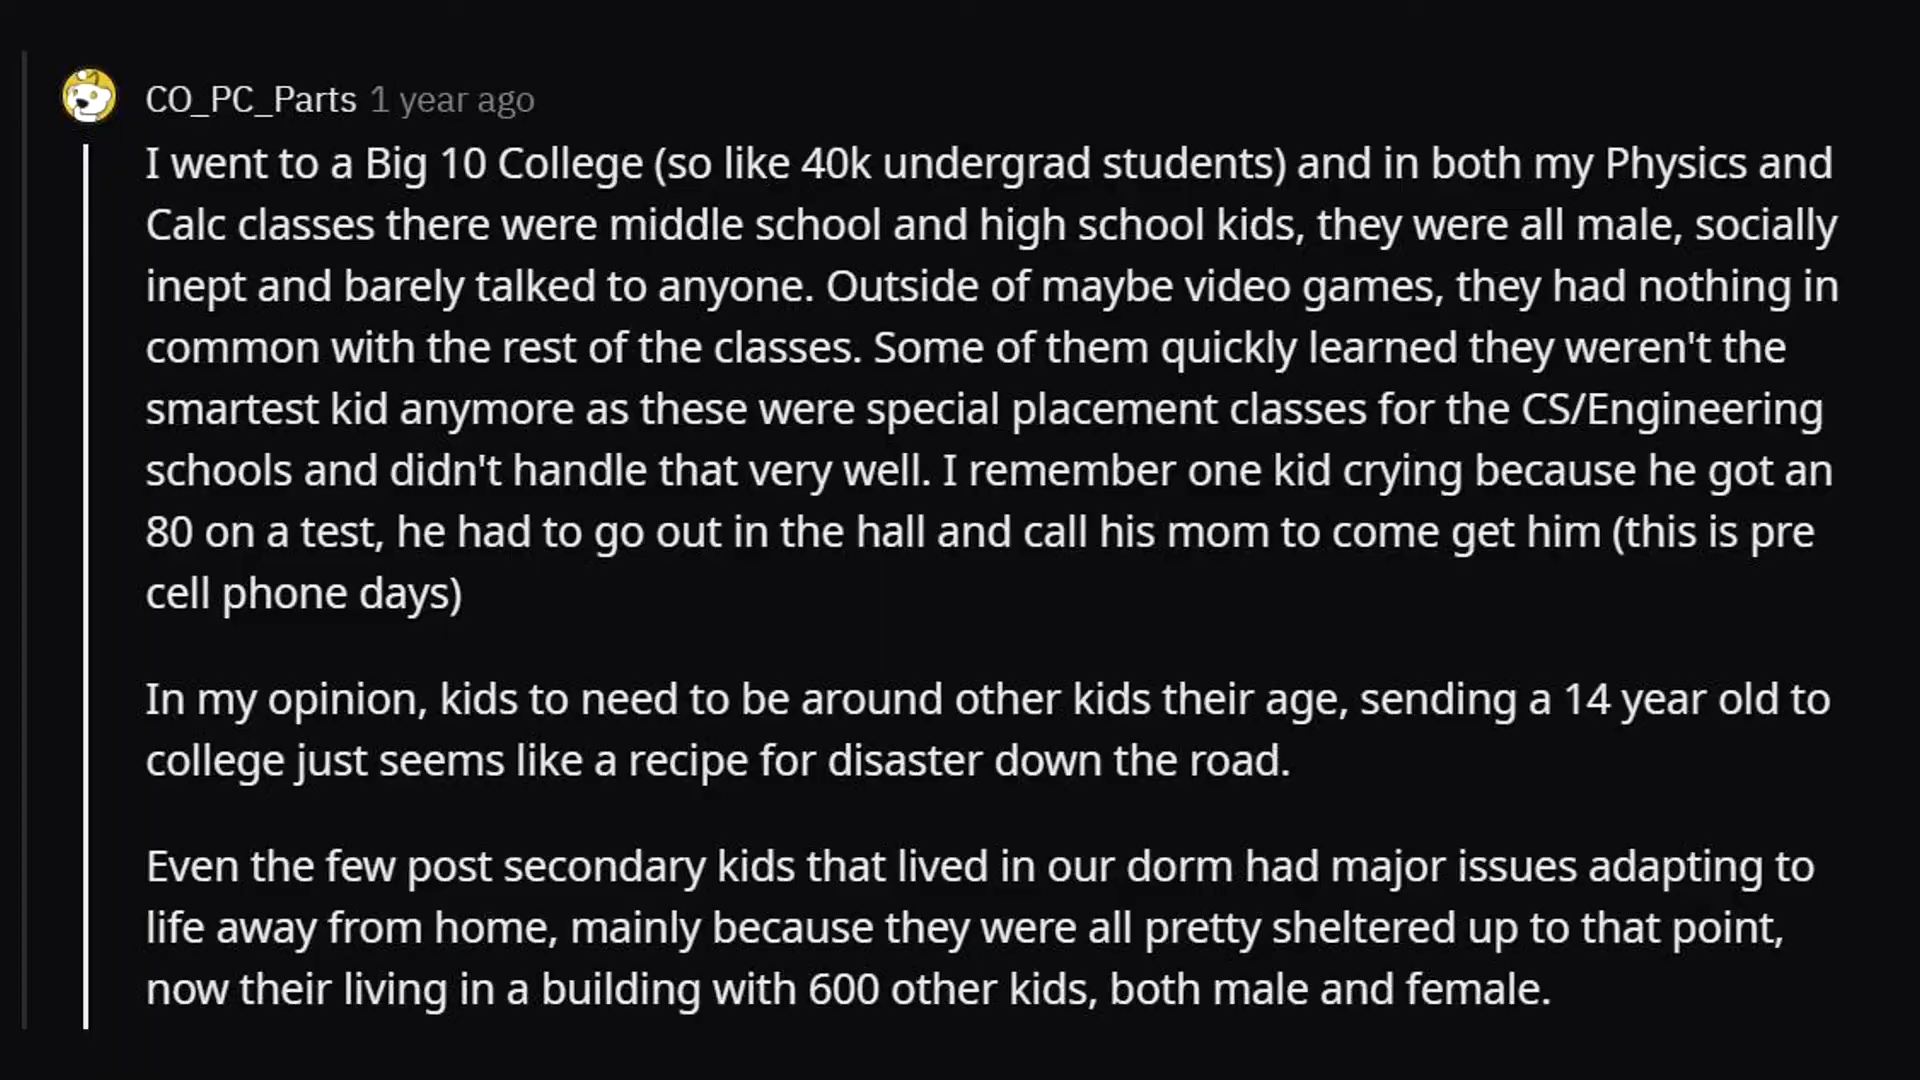 CO_PC_Parts 1 year ago
I went to a Big 10 College (so like 40k undergrad students) and in both my Physics and
Calc classes there were middle school and high school kids, they were all male, socially
inept and barely talked to anyone. Outside of maybe video games, they had nothing in
common with the rest of the classes. Some of them quickly learned they weren't the
smartest kid anymore as these were special placement classes for the CS/Engineering
schools and didn't handle that very well. I remember one kid crying because he got an
80 on a test, he had to go out in the hall and call his mom to come get him (this is pre
cell phone days)
In my opinion, kids to need to be around other kids their age, sending a 14 year old to
college just seems like a recipe for disaster down the road.
Even the few post secondary kids that lived in our dorm had major issues adapting to
life away from home, mainly because they were all pretty sheltered up to that point,
now their living in a building with 600 other kids, both male and female.